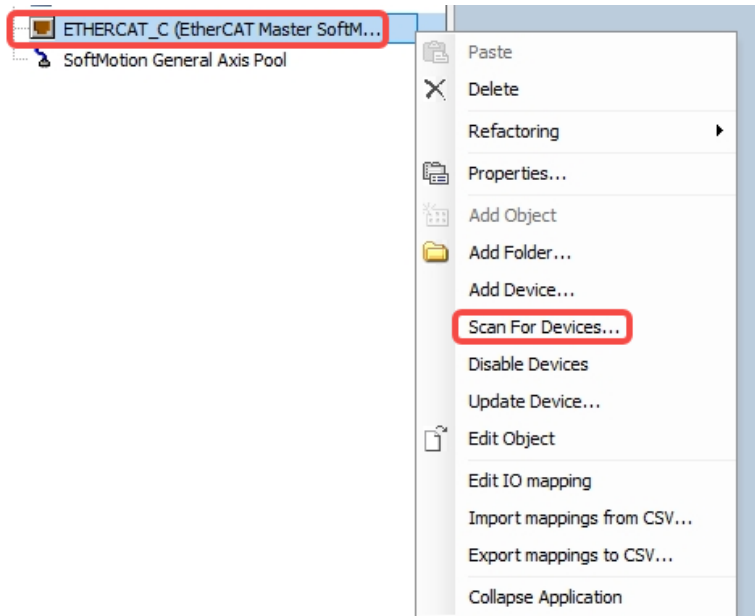 ETHERCAT_C (EtherCAT Master SoftM...
SoftMotion General Axis Pool
Paste
Delete
Refactoring
Properties...
Add Object
Add Folder...
Add Device...
Scan For Devices...
Disable Devices
Update Device...
Edit Object
Edit IO mapping
Import mappings from CSV...
Export mappings to CSV...
Collapse Application